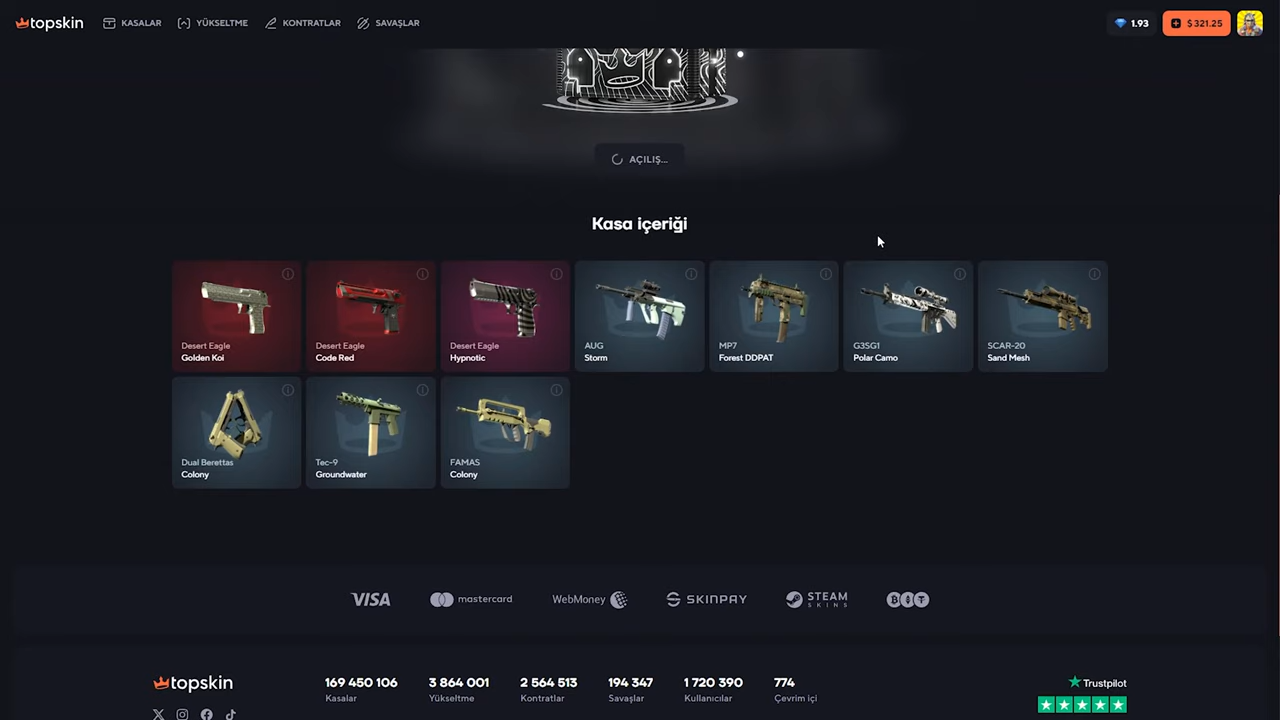 topskin
KASALAR
YÜKSELTME
KONTRATLAR
SAVAŞLAR
1.93
$ 321.25
AÇILIŞ...
Kasa içeriği
Desert Eagle
Golden Koi
Desert Eagle
Code Red
Desert Eagle
Hypnotic
AUG
Storm
MP7
Forest DDPAT
G3SG1
Polar Camo
SCAR-20
Sand Mesh
Dual Berettas
Colony
Tec-9
Groundwater
FAMAS
Colony
VISA
mastercard
WebMoney
SKINPAY
STEAM
SKINS
topskin
169 450 106
Kasalar
3 864 001
Yükseltme
2 564 513
Kontratlar
194 347
Savaşlar
1 720 390
Kullanıcılar
774
Çevrim içi
Trustpilot